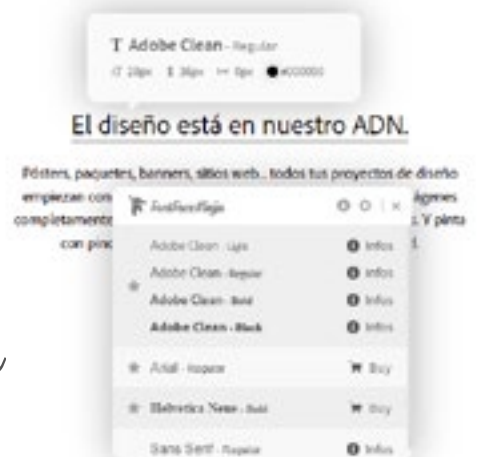 T Adobe Clean - Regular
28px 36px 0px #000000
El diseño está en nuestro ADN.
Pósters, paquetes, banners, sitios web... todos tus proyectos de diseño
empiezan con
completamente . Y pinta
con
Adobe Clean - Light Infos
Adobe Clean - Regular Infos
Adobe Clean - Bold Infos
Adobe Clean - Black Infos
Arial - Regular Buy
Helvetica Neue - Bold Buy
Sans Serif - Regular Infos